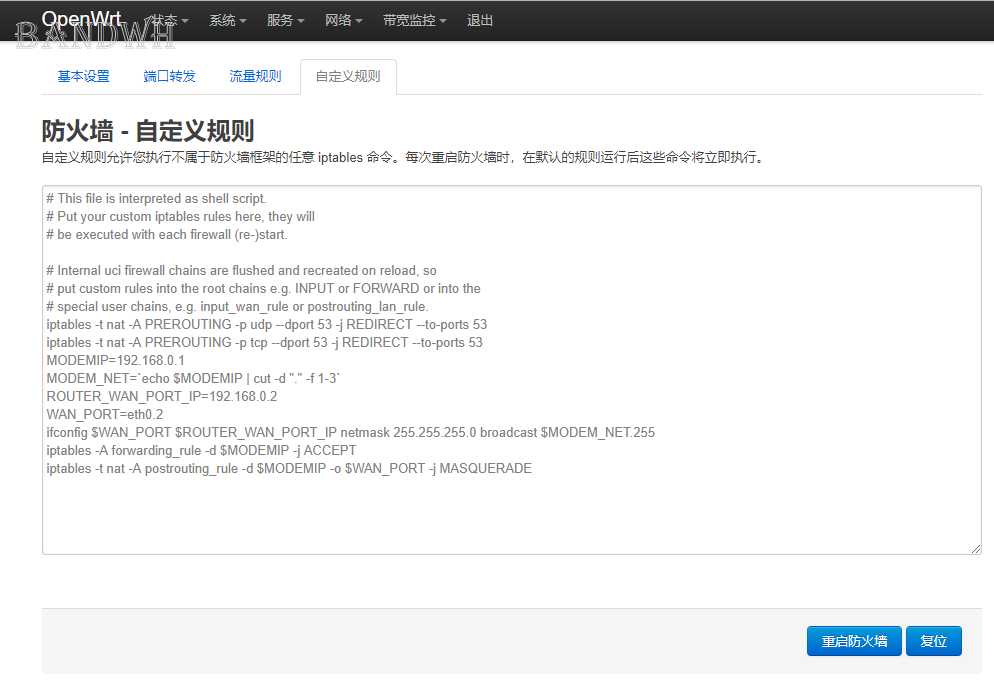 OpenWrt 状态 系统 服务 网络 带宽监控 退出
BANDWH
基本设置 端口转发 流量规则 自定义规则
防火墙 - 自定义规则
自定义规则允许您执行不属于防火墙框架的任意 iptables 命令。每次重启防火墙时，在默认的规则运行后这些命令将立即执行。
# This file is interpreted as shell script.
# Put your custom iptables rules here, they will
# be executed with each firewall (re-)start.
# Internal uci firewall chains are flushed and recreated on reload, so
# put custom rules into the root chains e.g. INPUT or FORWARD or into the
# special user chains, e.g. input_wan_rule or postrouting_lan_rule.
iptables -t nat -A PREROUTING -p udp --dport 53 -j REDIRECT --to-ports 53
iptables -t nat -A PREROUTING -p tcp --dport 53 -j REDIRECT --to-ports 53
MODEMIP=192.168.0.1
MODEM_NET=`echo $MODEMIP | cut -d "." -f 1-3`
ROUTER_WAN_PORT_IP=192.168.0.2
WAN_PORT=eth0.2
ifconfig $WAN_PORT $ROUTER_WAN_PORT_IP netmask 255.255.255.0 broadcast $MODEM_NET.255
iptables -A forwarding_rule -d $MODEMIP -j ACCEPT
iptables -t nat -A postrouting_rule -d $MODEMIP -o $WAN_PORT -j MASQUERADE
重启防火墙 复位